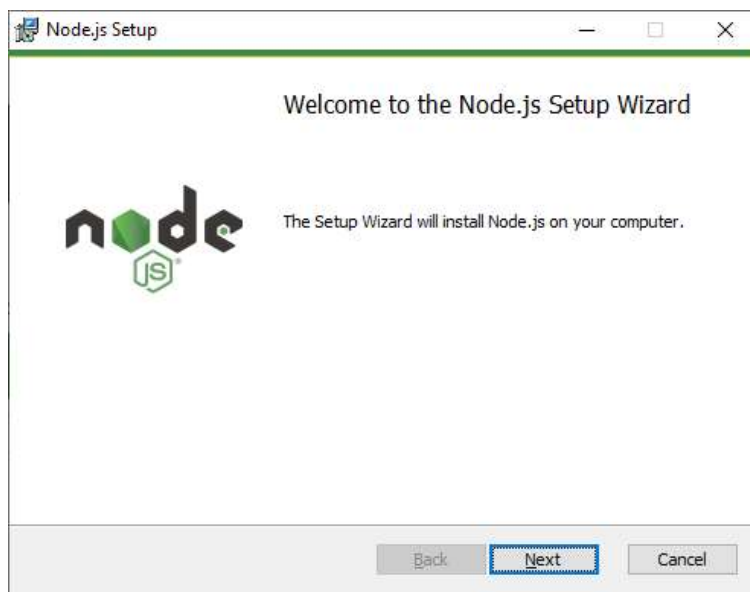 Node.js Setup
Welcome to the Node.js Setup Wizard
node
JS
The Setup Wizard will install Node.js on your computer.
Back
Next
Cancel